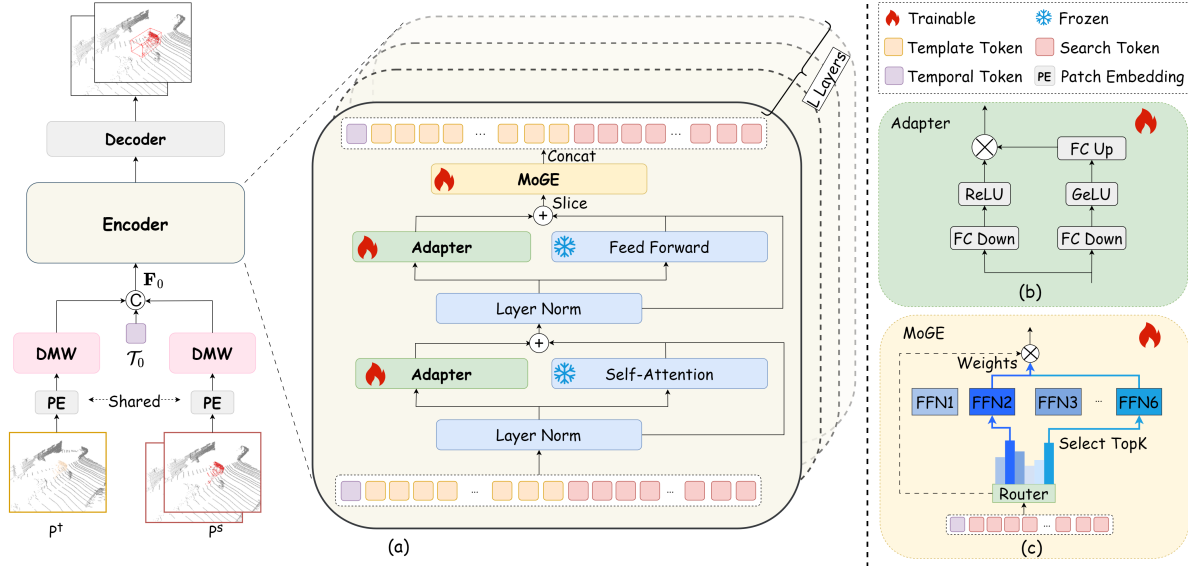 Decoder
Encoder
F₀
C
DMW
𝒯₀
DMW
PE
Shared
PE
Pᵗ
Pˢ
L Layers
...
...
Concat
MoGE
Slice
+
Adapter
Feed Forward
Layer Norm
+
Adapter
Self-Attention
Layer Norm
...
...
(a)
Trainable
Frozen
Template Token
Search Token
Temporal Token
PE Patch Embedding
Adapter
FC Up
ReLU
GeLU
FC Down
FC Down
(b)
MoGE
Weights
FFN1
FFN2
FFN3
...
FFN6
Select TopK
Router
...
(c)